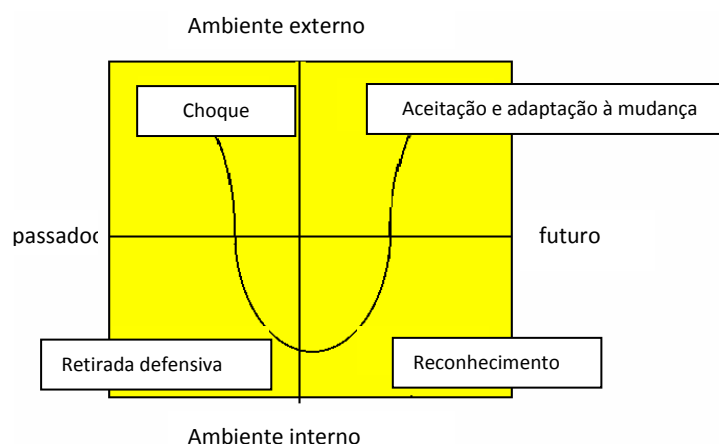 Ambiente externo
Choque
Aceitação e adaptação à mudança
passadoc
futuro
Retirada defensiva
Reconhecimento
Ambiente interno